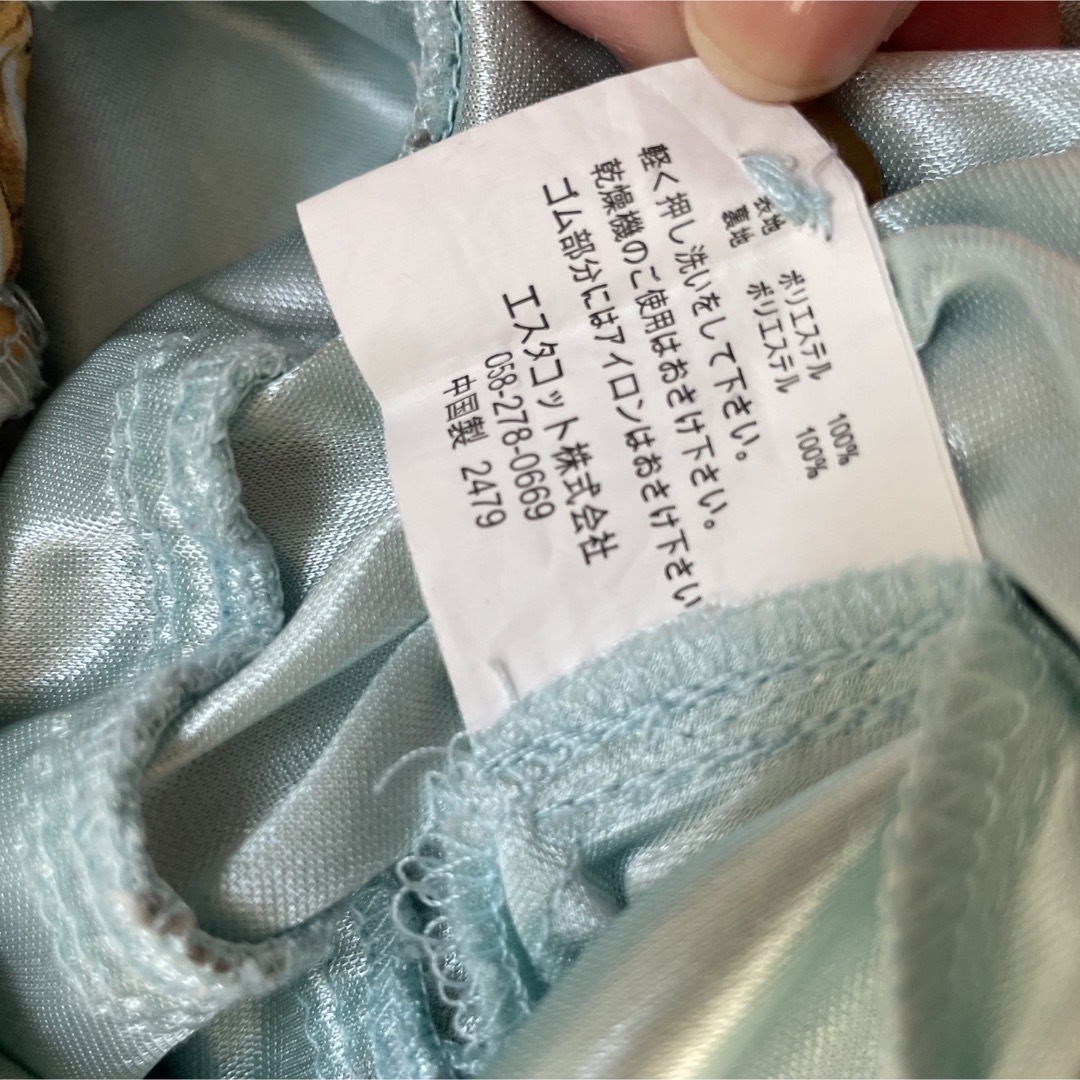 表地 ポリエステル 100%
裏地 ポリエステル 100%
軽く押し洗いをして下さい。
乾燥機のご使用はおさけ下さい。
ゴム部分にはアイロンはおさけ下さい
エスタコット株式会社
058-278-0669
中国製 2479